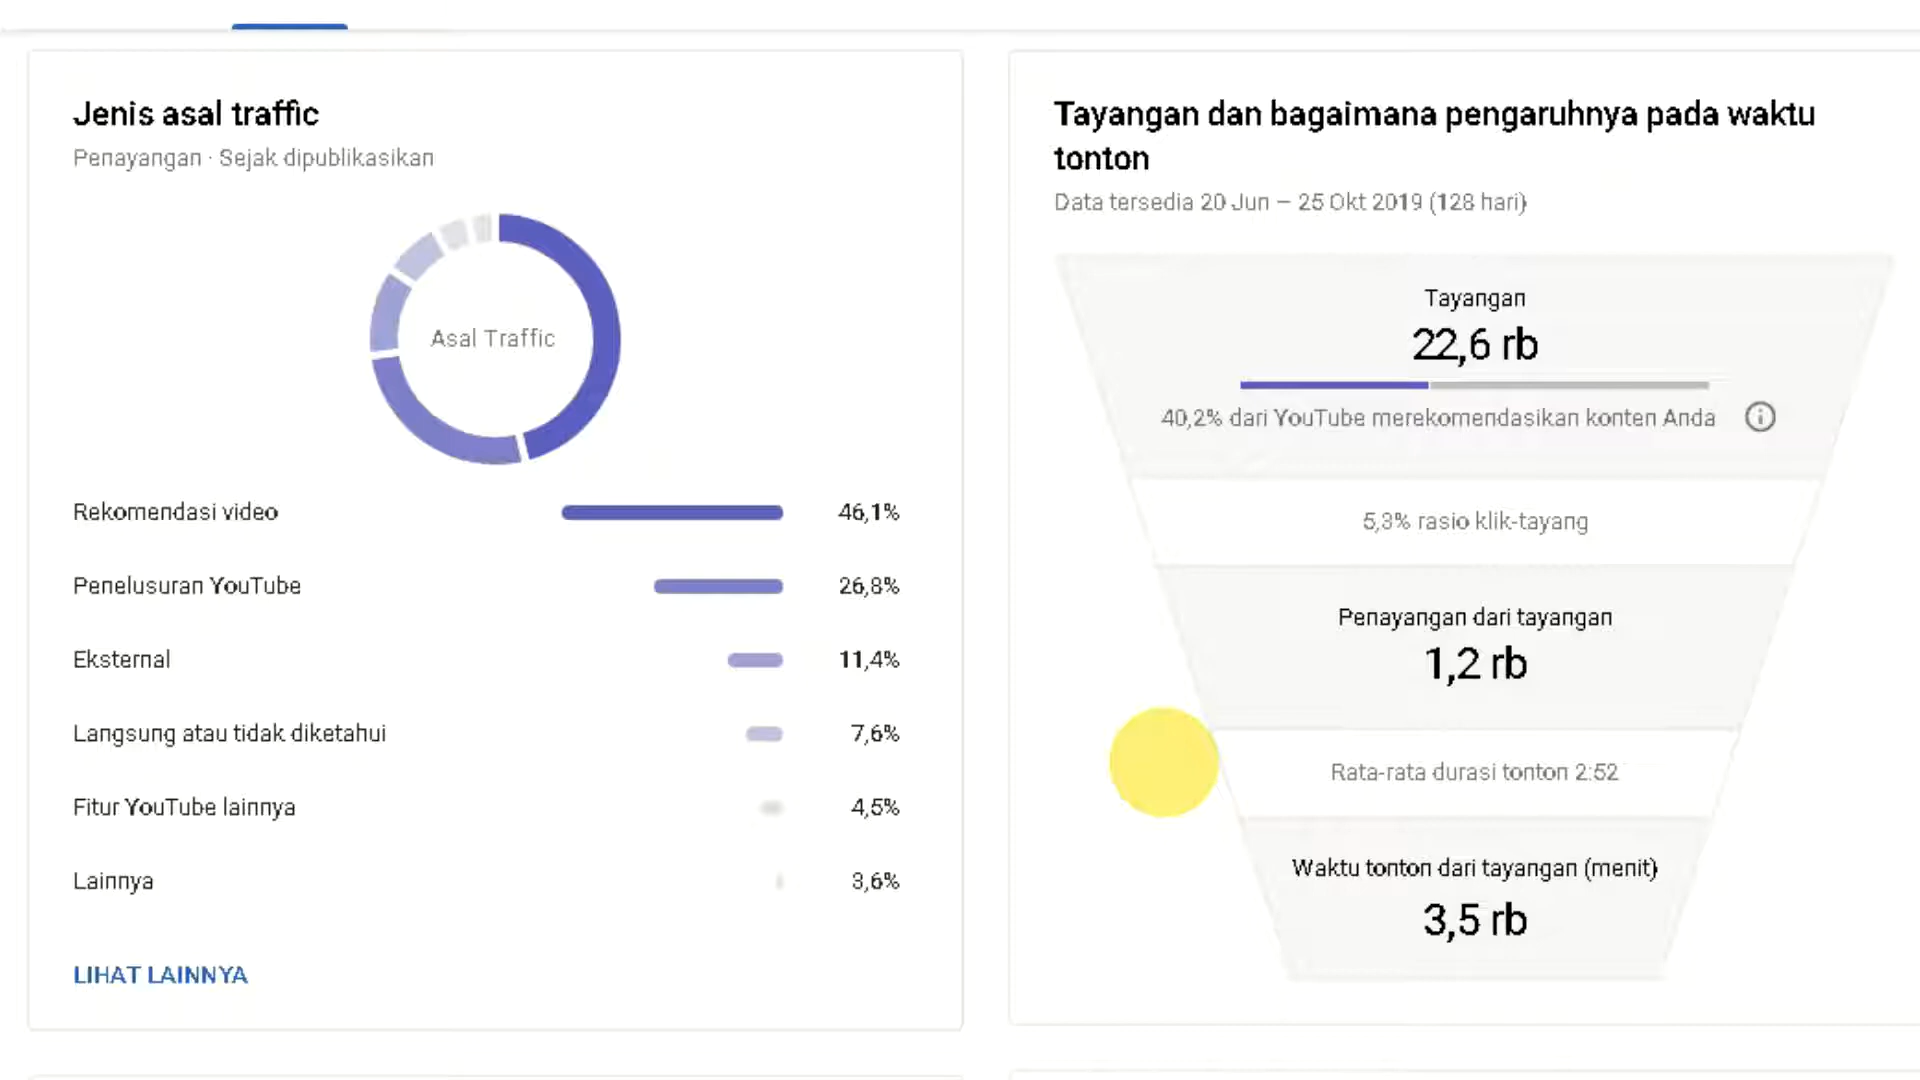 Jenis asal traffic
Penayangan · Sejak dipublikasikan
Asal Traffic
Rekomendasi video 46,1%
Penelusuran YouTube 26,8%
Eksternal 11,4%
Langsung atau tidak diketahui 7,6%
Fitur YouTube lainnya 4,5%
Lainnya 3,6%
LIHAT LAINNYA
Tayangan dan bagaimana pengaruhnya pada waktu
tonton
Data tersedia 20 Jun – 25 Okt 2019 (128 hari)
Tayangan
22,6 rb
40,2% dari YouTube merekomendasikan konten Anda
5,3% rasio klik-tayang
Penayangan dari tayangan
1,2 rb
Rata-rata durasi tonton 2:52
Waktu tonton dari tayangan (menit)
3,5 rb